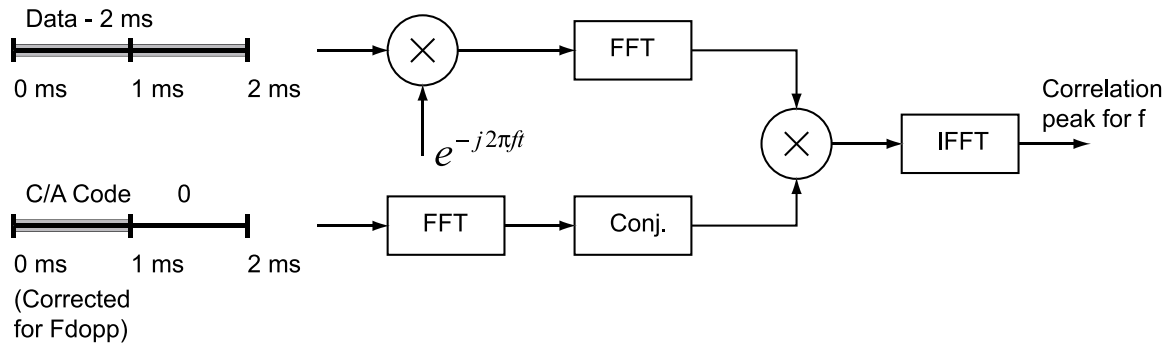 Data - 2 ms
0 ms 1 ms 2 ms
e^{-j2πft}
FFT
Correlation
peak for f
IFFT
C/A Code 0
0 ms 1 ms 2 ms
(Corrected
for Fdopp)
FFT
Conj.